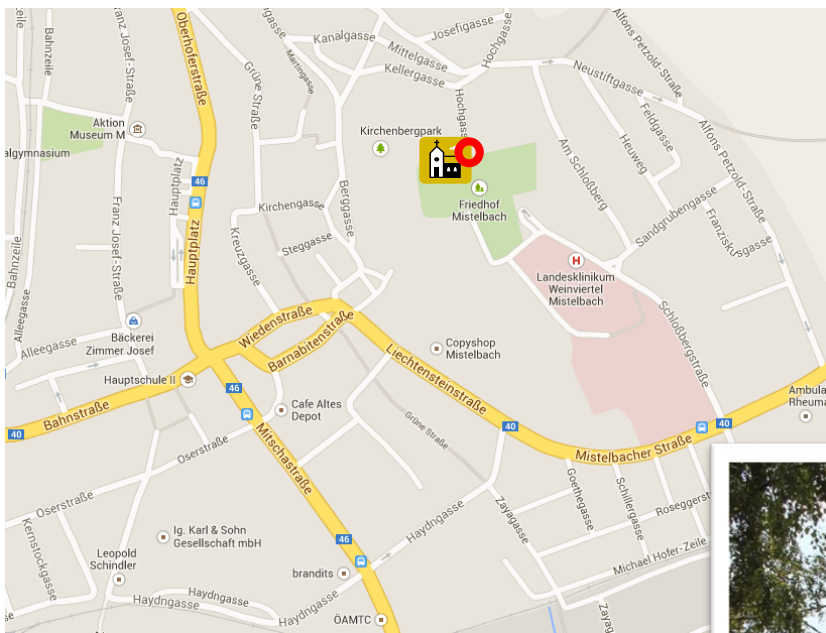 Bahnzeile
Franz Josef-Straße
Oberhoferstraße
Grüne Straße
Martingasse
Kanalgasse
Mittelgasse
Josefigasse
Hochgasse
Kellergasse
Hochgasse
Neustiftgasse
Alfons Petzold-Straße
Aktion
Museum M
algymnasium
Kirchenbergpark
Am Schloßberg
Heuweg
Feldgasse
Alfons Petzold-Straße
46
Hauptplatz
Berggasse
Friedhof
Mistelbach
Kirchengasse
Steggasse
Kreuzgasse
Sandgrubengasse
Franziskusgasse
Franz Josef-Straße
Hauptplatz
Bahnzeile
Alleegasse
H
Landesklinikum
Weinviertel
Mistelbach
Schloßbergstraße
Wiedenstraße
Barnabitenstraße
Bäckerei
Zimmer Josef
Alleegasse
Copyshop
Mistelbach
Liechtensteinstraße
Hauptschule II
46
Cafe Altes
Depot
Ambula
Rheuma
40
Bahnstraße
Grüne Straße
40
40
Mistelbacher Straße
Oserstraße
Mitschastraße
Oserstraße
Kernstockgasse
Goethegasse
Schillergasse
Roseggerst
Zayagasse
Haydngasse
Ig. Karl & Sohn
Gesellschaft mbH
46
Leopold
Schindler
brandits
Michael Hofer-Zeile
Haydngasse
Haydngasse
Haydngasse
ÖAMTC
Zayag